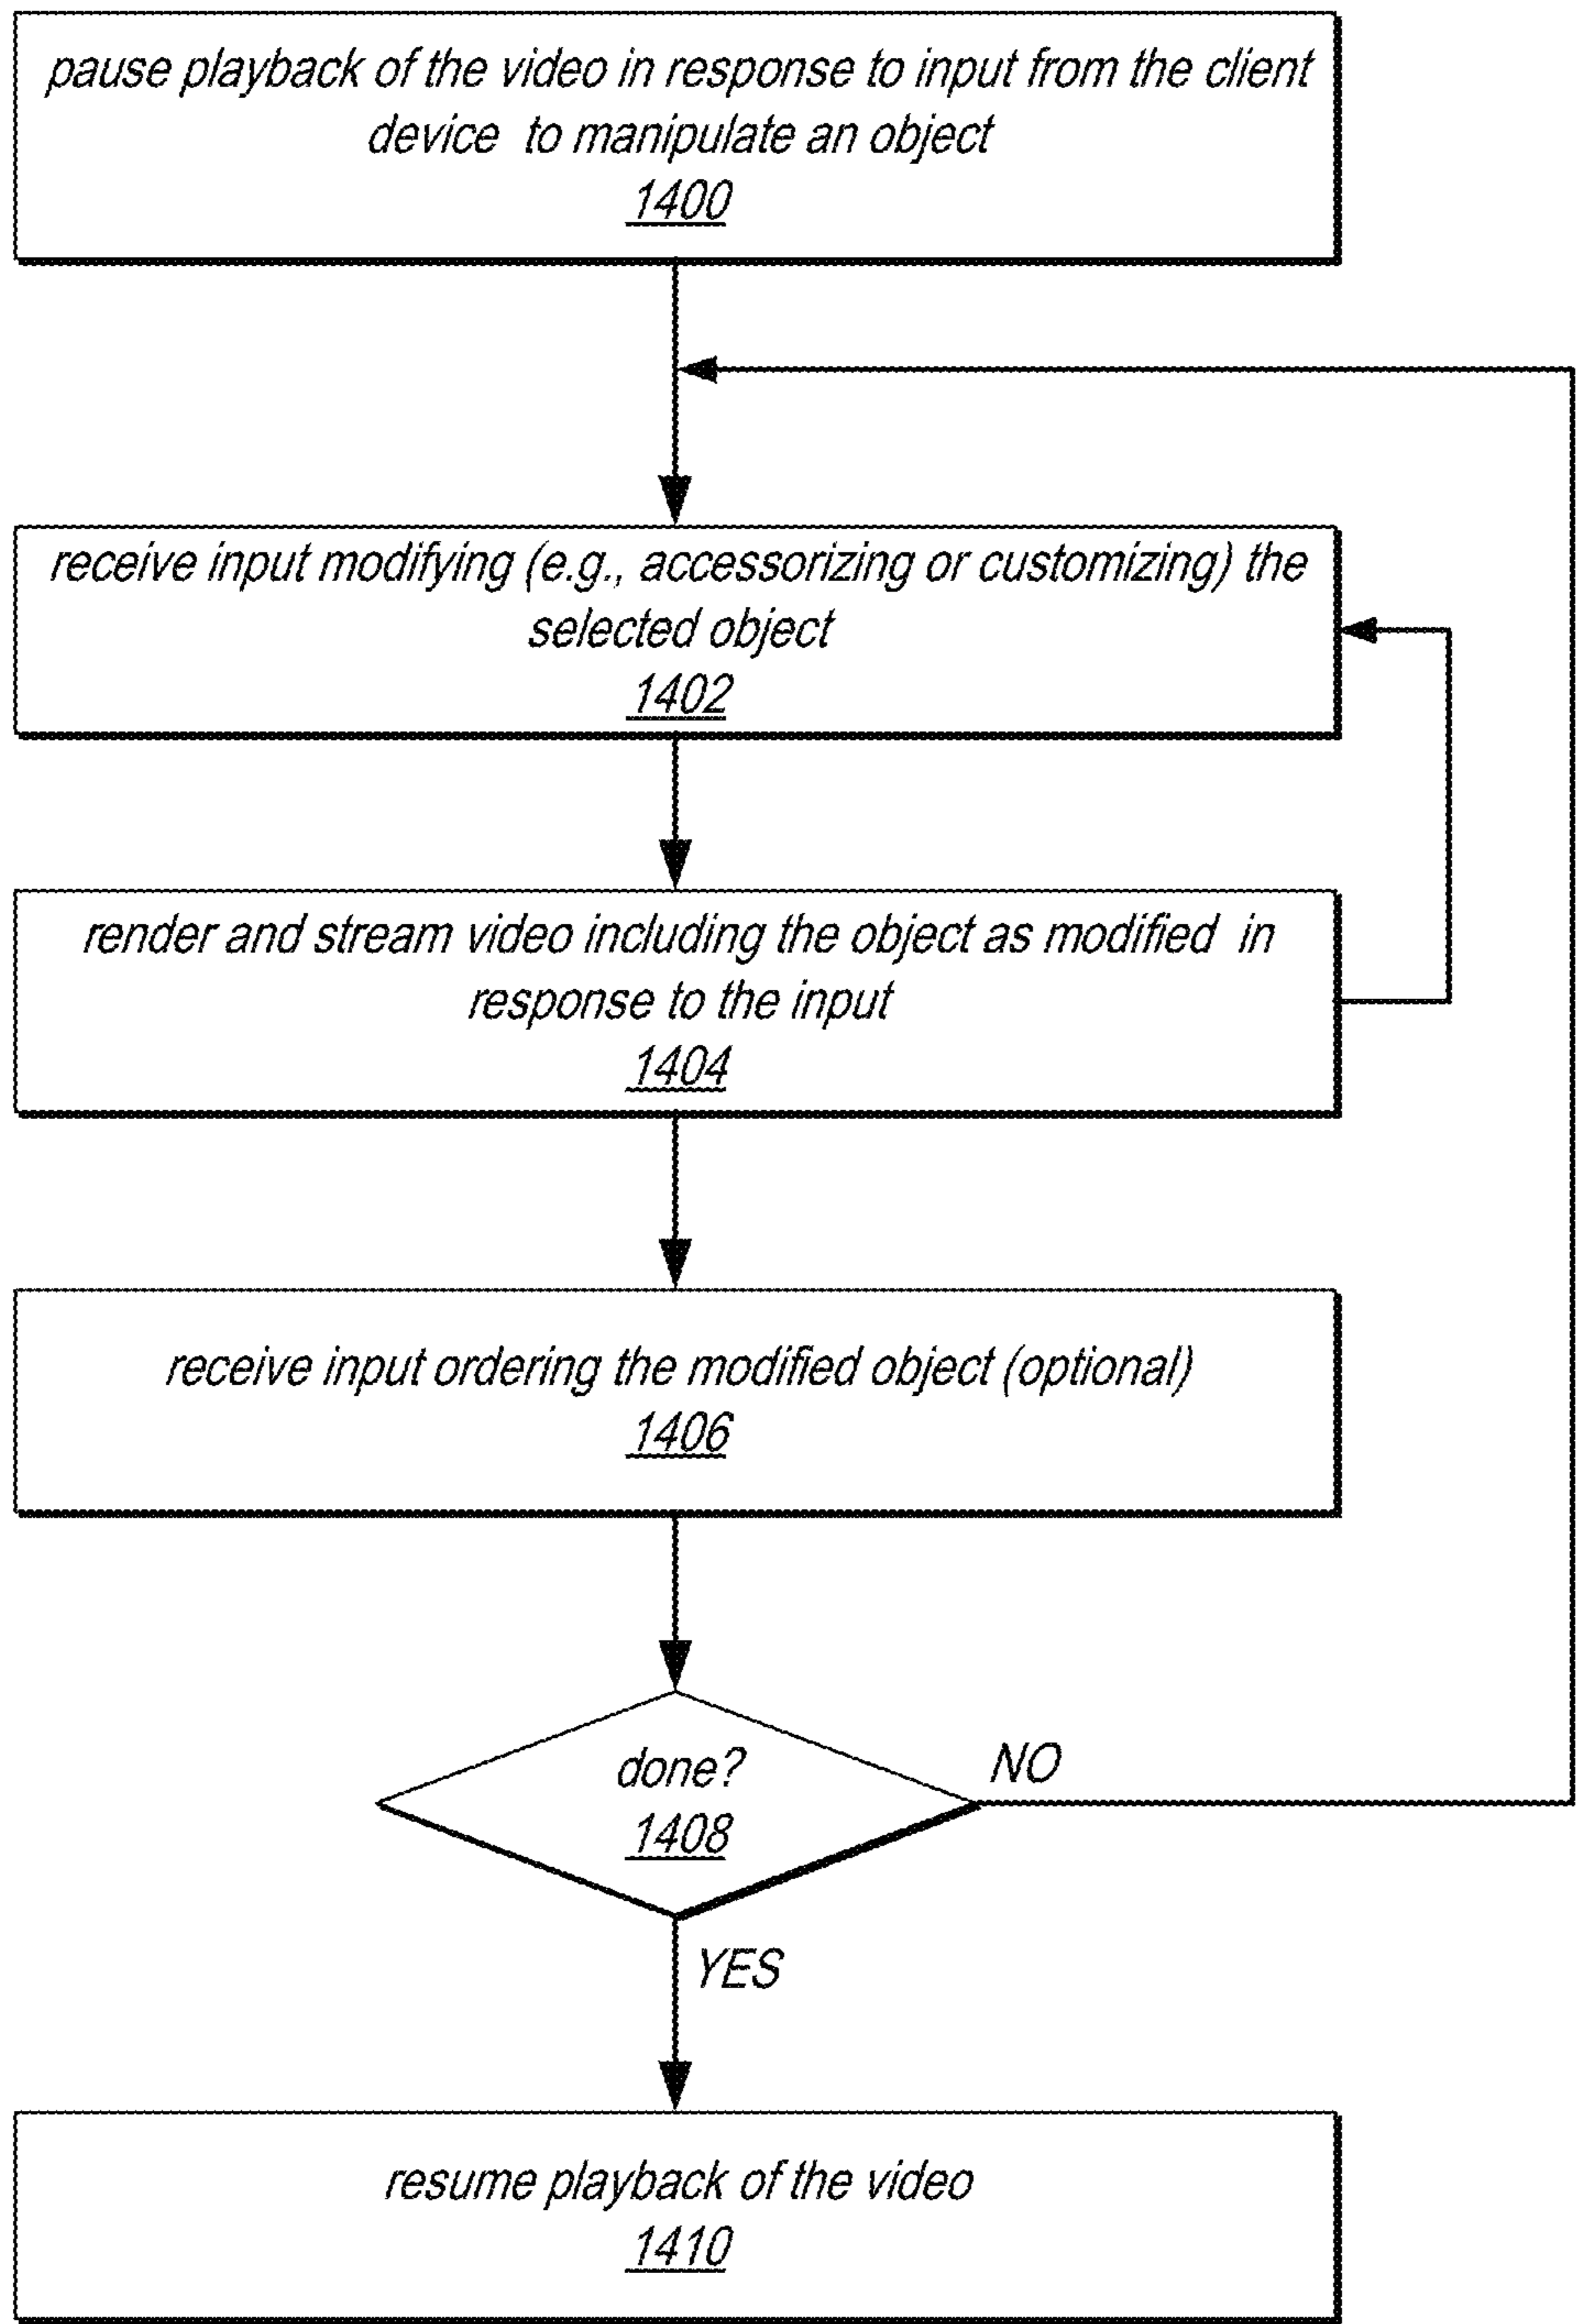 pause playback of the video in response to input from the client
device to manipulate an object
1400
receive input modifying (e.g., accessorizing or customizing) the
selected object
1402
render and stream video including the object as modified in
response to the input
1404
receive input ordering the modified object (optional)
1406
done?
1408
NO
YES
resume playback of the video
1410